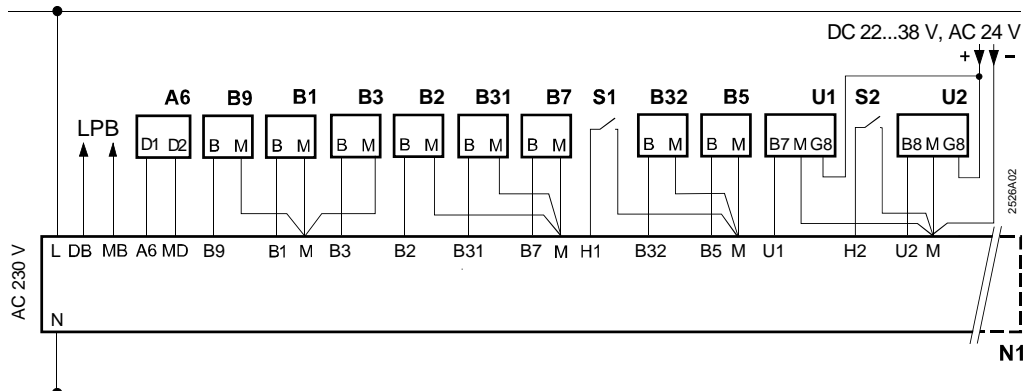 DC 22...38 V, AC 24 V
+ -
A6 B9 B1 B3 B2 B31 B7 S1 B32 B5 U1 S2 U2
LPB
D1 D2 B M B M B M B M B M B M B M B M B7 M G8 B8 M G8
2526A02
L DB MB A6 MD B9 B1 M B3 B2 B31 B7 M H1 B32 B5 M U1 H2 U2 M
AC 230 V
N
N1